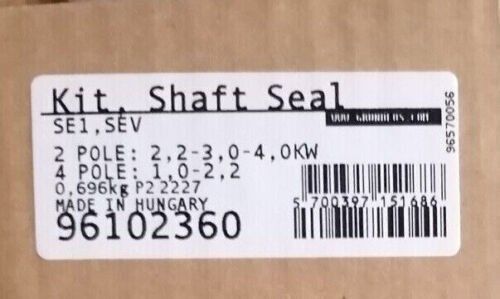 Kit, Shaft Seal
SE1,SEV
WWW.GRUNDFOS.COM
2 POLE: 2,2-3,0-4,0KW
4 POLE: 1,0-2,2
0,696kg P2 2227
MADE IN HUNGARY
96102360
5 700397 151686
96570056